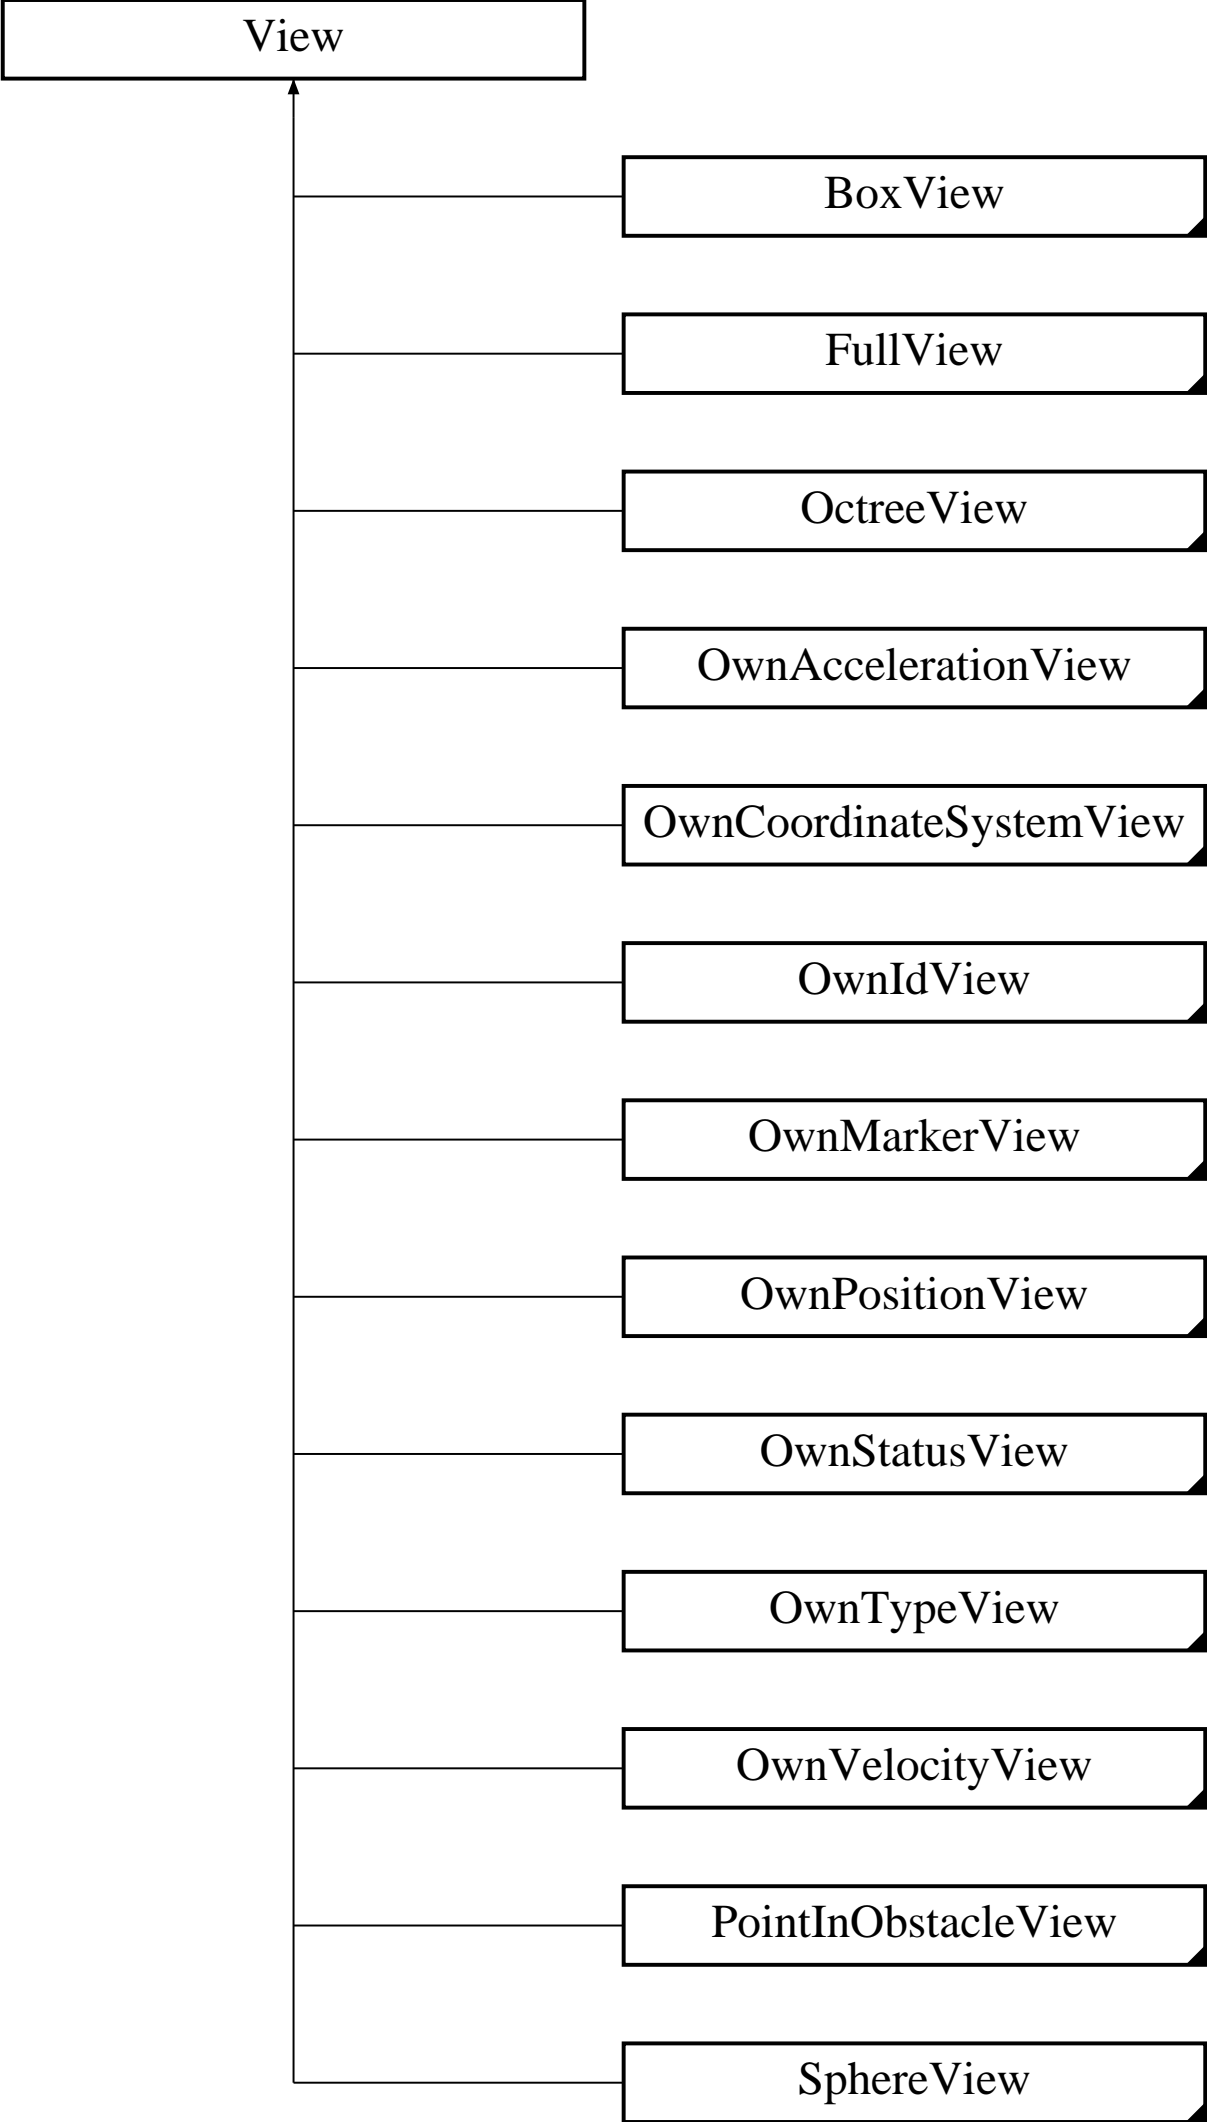 View
BoxView
FullView
OctreeView
OwnAccelerationView
OwnCoordinateSystemView
OwnIdView
OwnMarkerView
OwnPositionView
OwnStatusView
OwnTypeView
OwnVelocityView
PointInObstacleView
SphereView